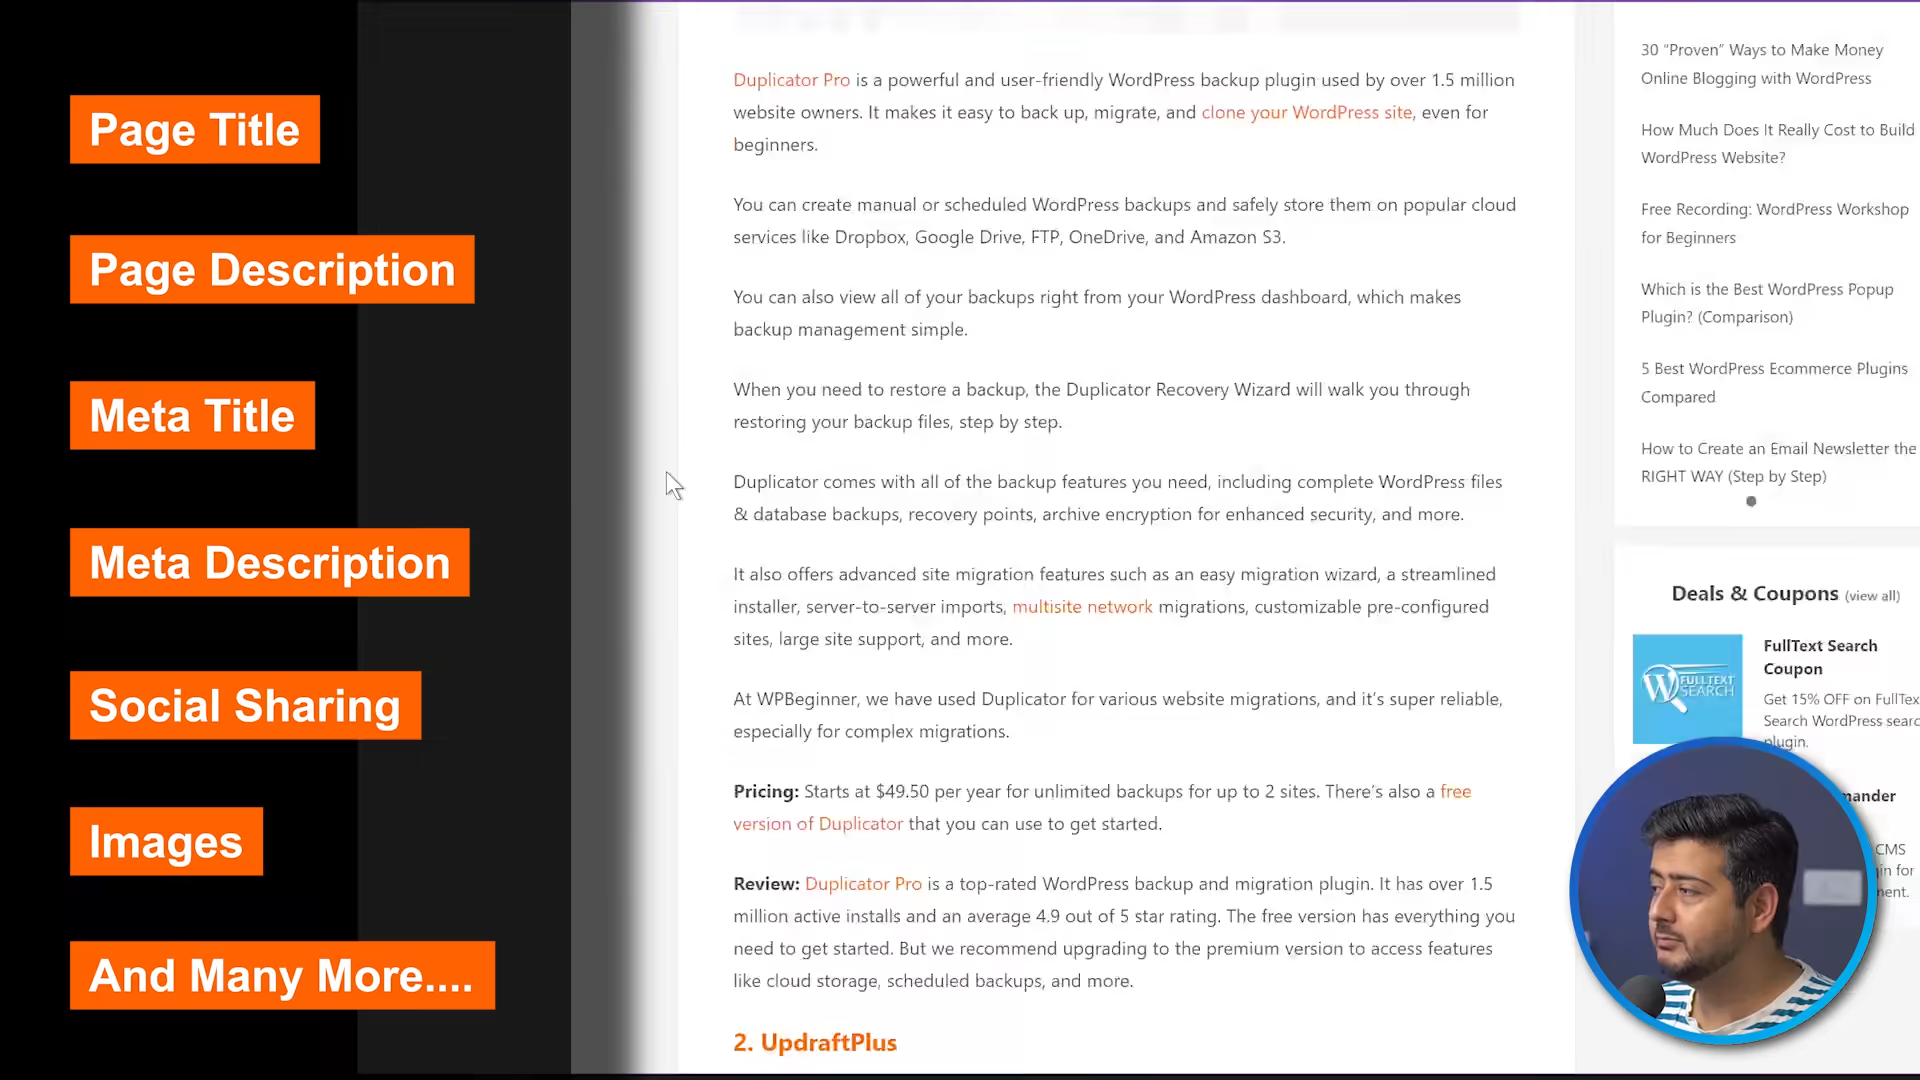 Page Title
Page Description
Meta Title
Meta Description
Social Sharing
Images
And Many More....
Duplicator Pro is a powerful and user-friendly WordPress backup plugin used by over 1.5 million
website owners. It makes it easy to back up, migrate, and clone your WordPress site, even for
beginners.
You can create manual or scheduled WordPress backups and safely store them on popular cloud
services like Dropbox, Google Drive, FTP, OneDrive, and Amazon S3.
You can also view all of your backups right from your WordPress dashboard, which makes
backup management simple.
When you need to restore a backup, the Duplicator Recovery Wizard will walk you through
restoring your backup files, step by step.
Duplicator comes with all of the backup features you need, including complete WordPress files
& database backups, recovery points, archive encryption for enhanced security, and more.
It also offers advanced site migration features such as an easy migration wizard, a streamlined
installer, server-to-server imports, multisite network migrations, customizable pre-configured
sites, large site support, and more.
At WPBeginner, we have used Duplicator for various website migrations, and it's super reliable,
especially for complex migrations.
Pricing: Starts at $49.50 per year for unlimited backups for up to 2 sites. There's also a free
version of Duplicator that you can use to get started.
Review: Duplicator Pro is a top-rated WordPress backup and migration plugin. It has over 1.5
million active installs and an average 4.9 out of 5 star rating. The free version has everything you
need to get started. But we recommend upgrading to the premium version to access features
like cloud storage, scheduled backups, and more.
2. UpdraftPlus
30 “Proven” Ways to Make Money
Online Blogging with WordPress
How Much Does It Really Cost to Build
WordPress Website?
Free Recording: WordPress Workshop
for Beginners
Which is the Best WordPress Popup
Plugin? (Comparison)
5 Best WordPress Ecommerce Plugins
Compared
How to Create an Email Newsletter the
RIGHT WAY (Step by Step)
Deals & Coupons (view all)
FULLTEXT
SEARCH
FullText Search
Coupon
Get 15% OFF on FullTex
Search WordPress searc
plugin.
mander
CMS
in for
nent.